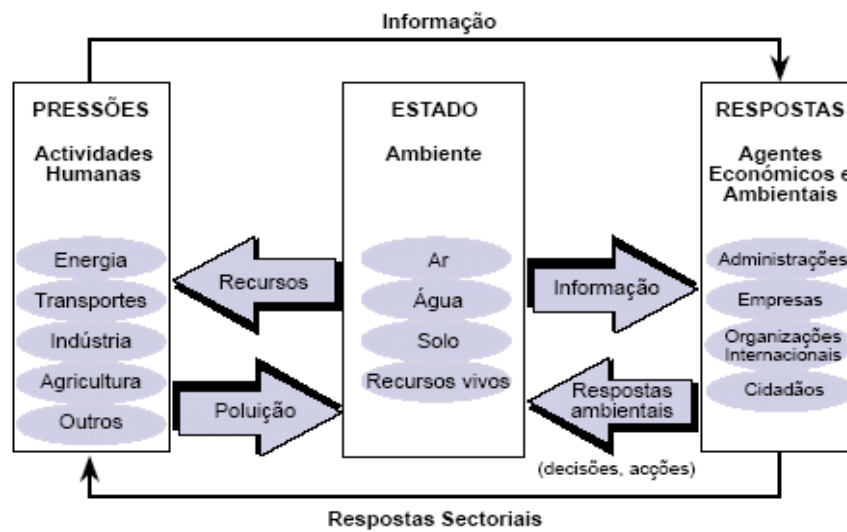 Informação
PRESSÕES
Actividades
Humanas
Energia
Transportes
Indústria
Agricultura
Outros
Recursos
Poluição
ESTADO
Ambiente
Ar
Água
Solo
Recursos vivos
Informação
Respostas
ambientais
(decisões, acções)
RESPOSTAS
Agentes
Económicos e
Ambientais
Administrações
Empresas
Organizações
Internacionais
Cidadãos
Respostas Sectoriais